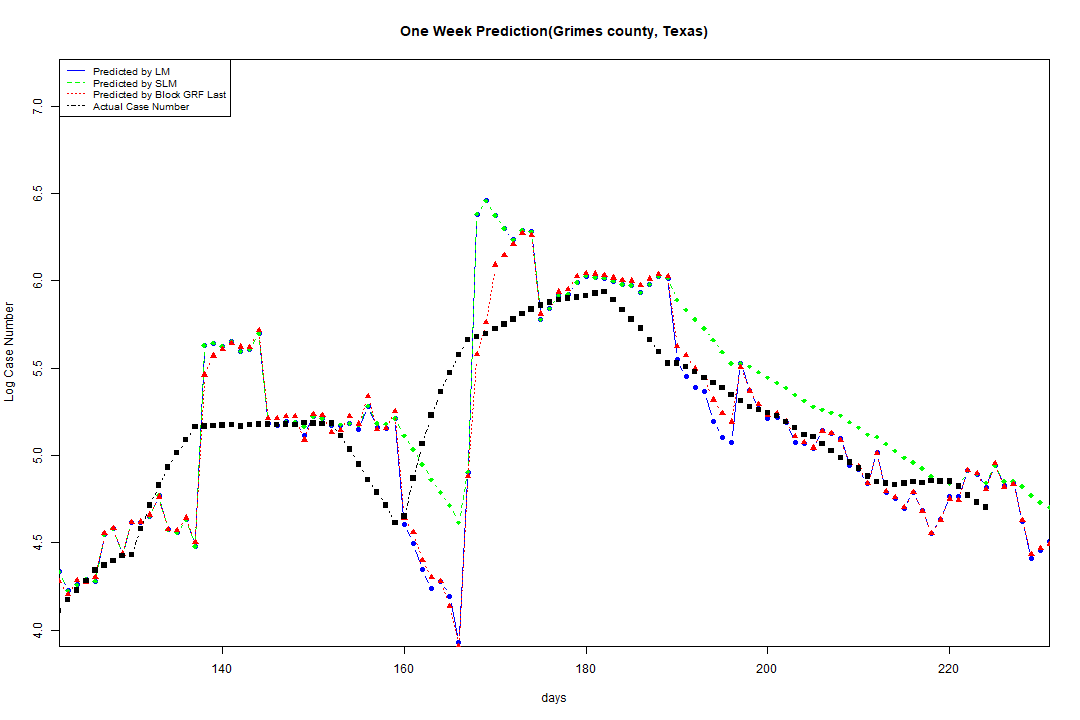 One Week Prediction(Grimes county, Texas)
Predicted by LM
Predicted by SLM
Predicted by Block GRF Last
Actual Case Number
7.0
6.5
6.0
5.5
5.0
4.5
4.0
Log Case Number
140 160 180 200 220
days